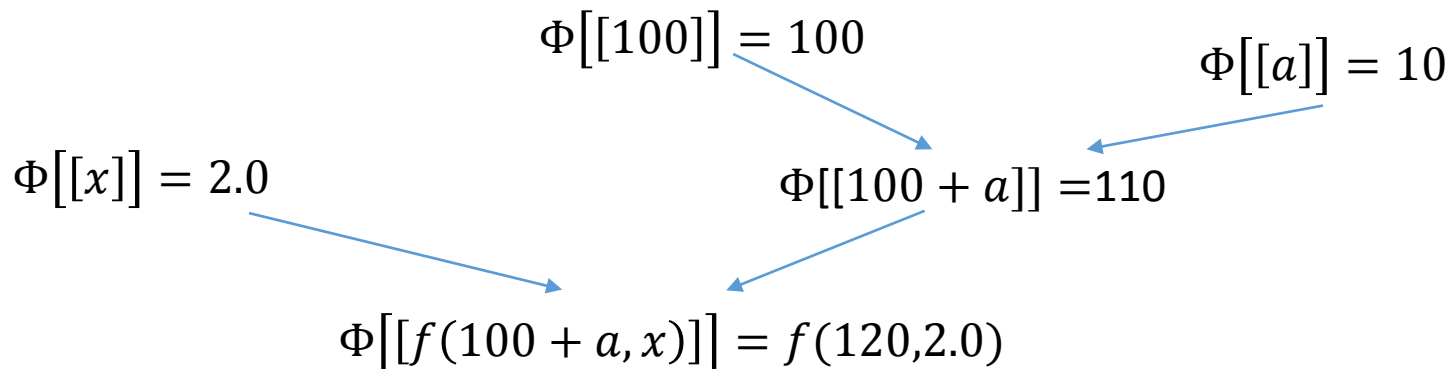 Φ[[100]] = 100
Φ[[a]] = 10
Φ[[x]] = 2.0
Φ[[100 + a]] =110
Φ[[f(100 + a, x)]] = f(120,2.0)